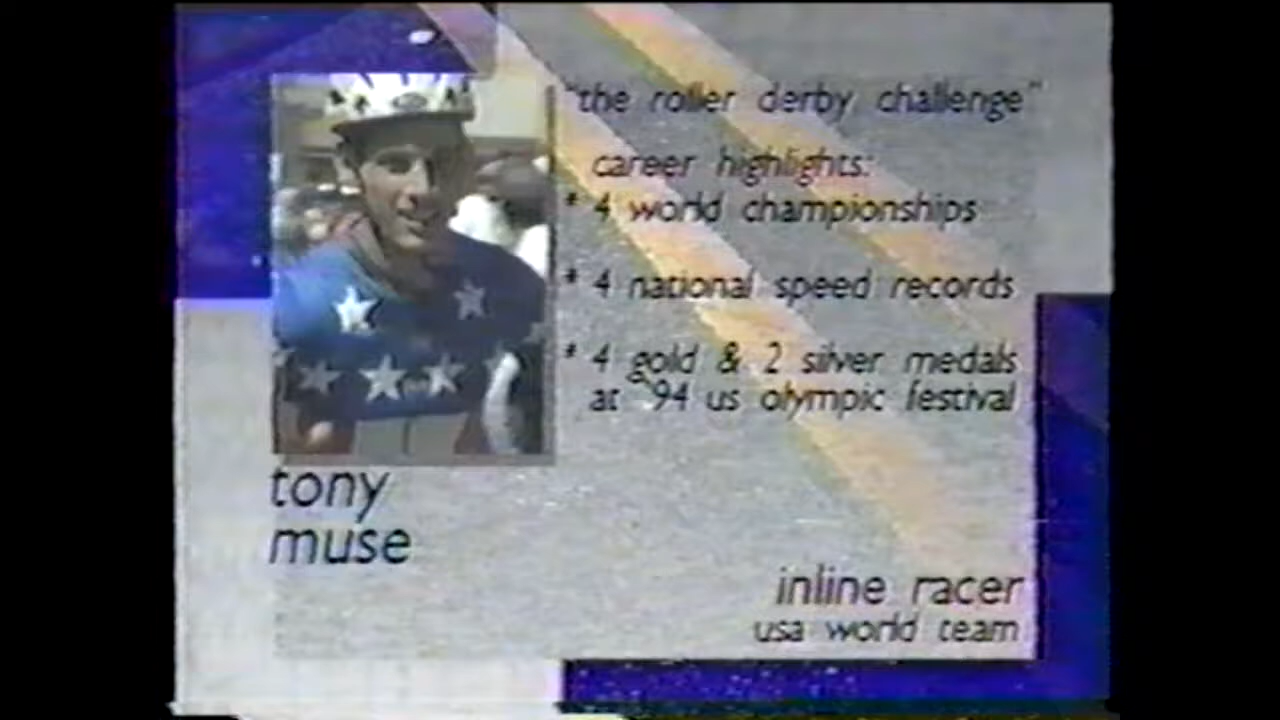 "the roller derby challenge"
career highlights:
* 4 world championships
* 4 national speed records
* 4 gold & 2 silver medals
at '94 us olympic festival
tony
muse
inline racer
usa world team